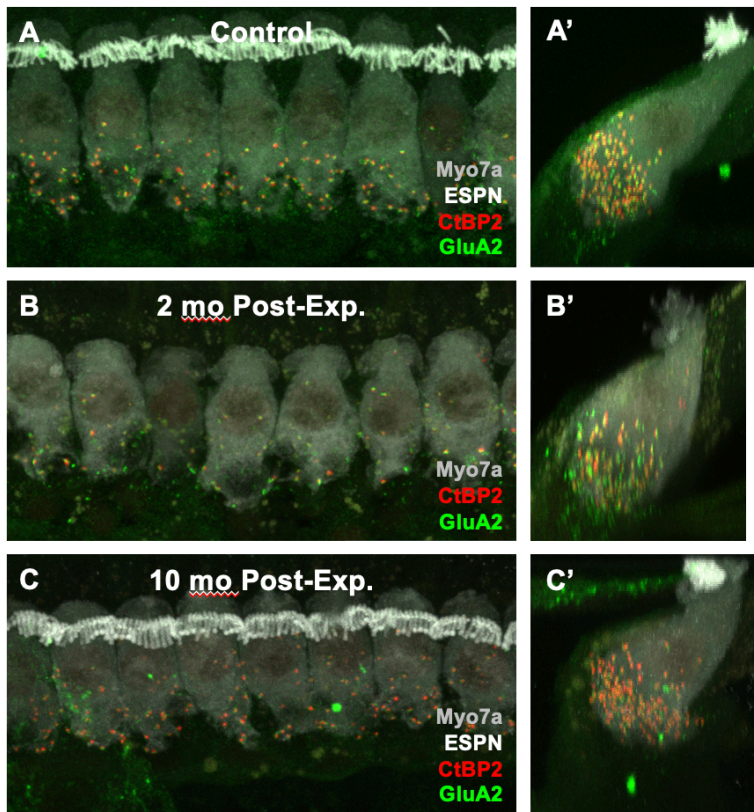 A
Control
Myo7a
ESPN
CtBP2
GluA2
A’
B
2 mo Post-Exp.
Myo7a
CtBP2
GluA2
B’
C
10 mo Post-Exp.
Myo7a
ESPN
CtBP2
GluA2
C’